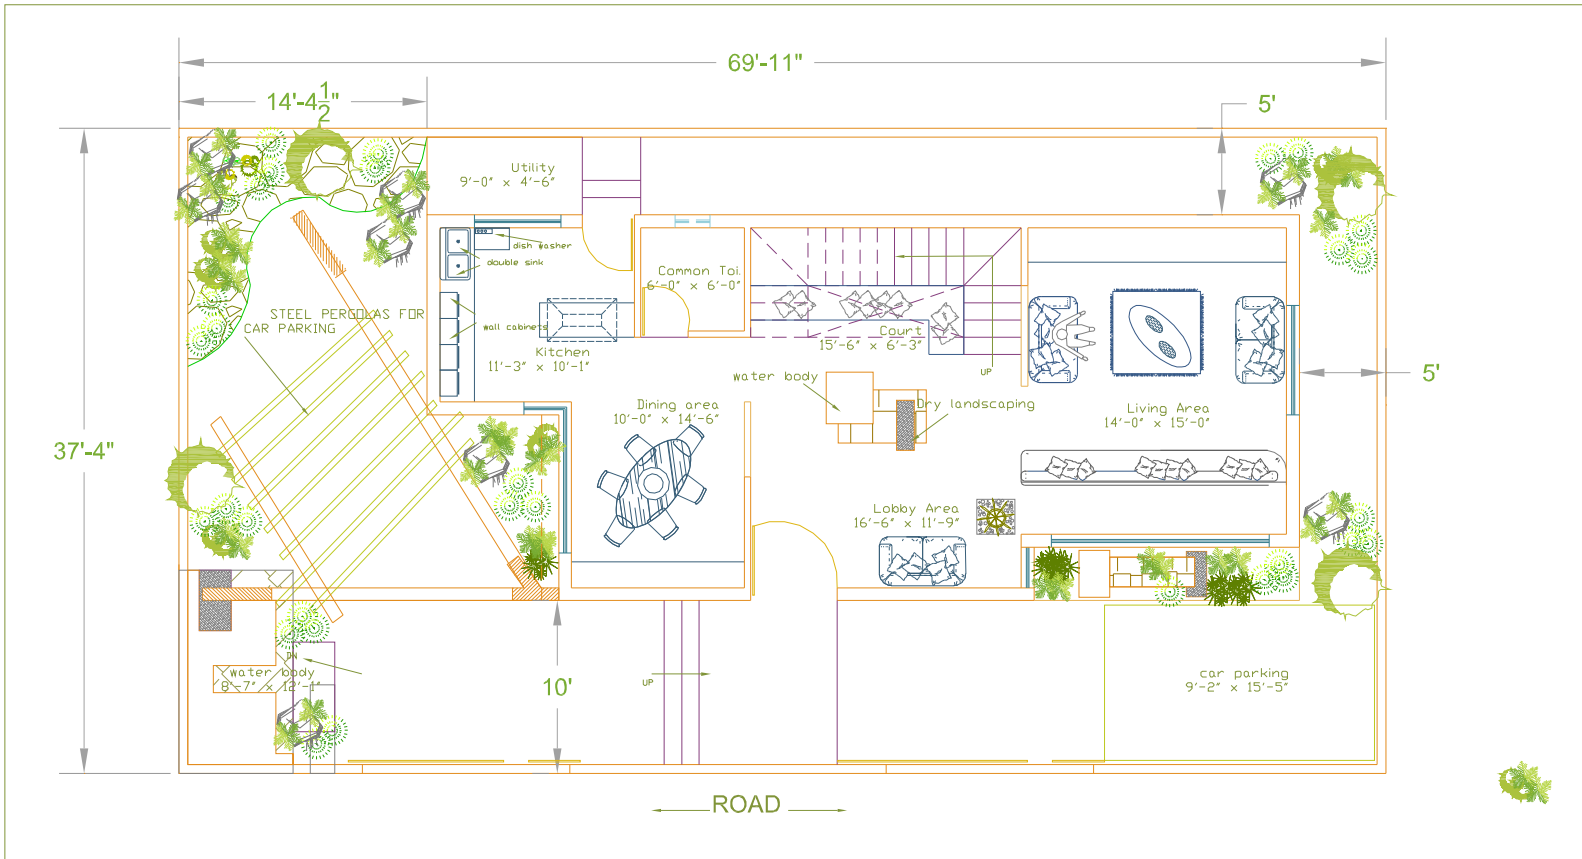 69'-11"
14'-4 1/2"
5'
Utility
9'-0" x 4'-6"
dish washer
double sink
Common Toi.
6'-0" x 6'-0"
STEEL PERGOLAS FOR
CAR PARKING
wall cabinets
Kitchen
11'-3" x 10'-1"
Court
15'-6" x 6'-3"
UP
water body
Dry landscaping
Dining area
10'-0" x 14'-6"
Living Area
14'-0" x 15'-0"
5'
37'-4"
Lobby Area
16'-6" x 11'-9"
DN
water body
8'-7" x 12'-1"
10'
UP
car parking
9'-2" x 15'-5"
ROAD